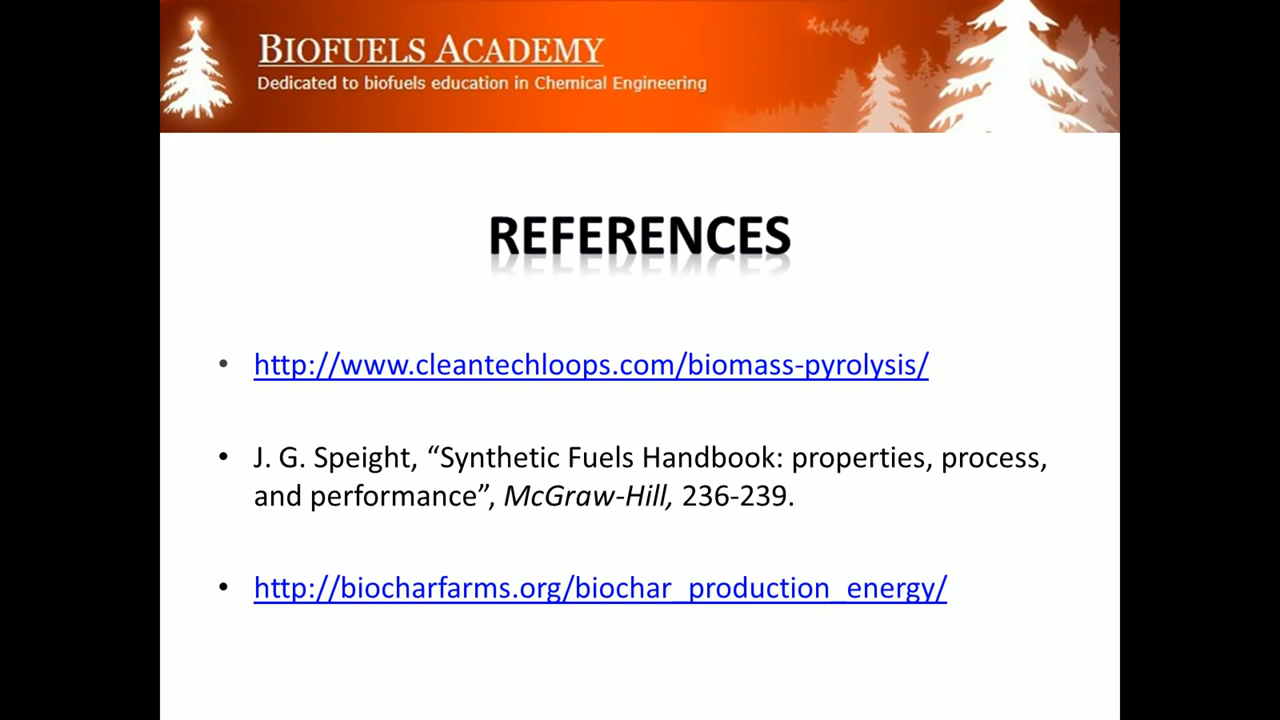 BIOFUELS ACADEMY
Dedicated to biofuels education in Chemical Engineering
REFERENCES
• http://www.cleantechloops.com/biomass-pyrolysis/
• J. G. Speight, “Synthetic Fuels Handbook: properties, process,
and performance”, McGraw-Hill, 236-239.
• http://biocharfarms.org/biochar_production_energy/